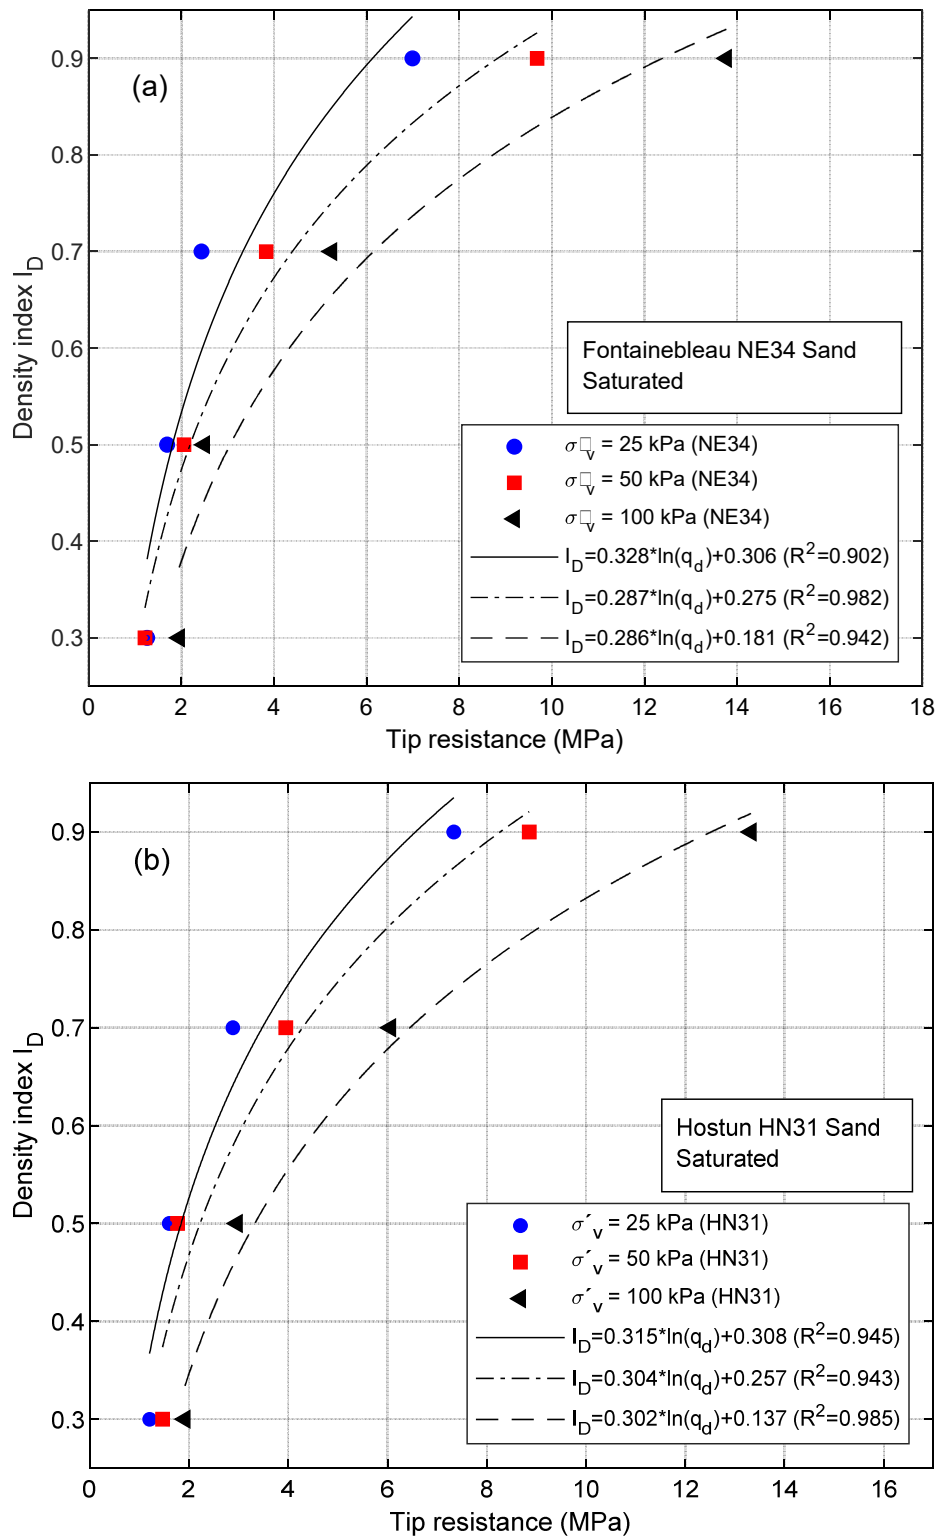 (a)
0.9
0.8
0.7
0.6
0.5
0.4
0.3
Density index I_D
Fontainebleau NE34 Sand
Saturated
σ□_v = 25 kPa (NE34)
σ□_v = 50 kPa (NE34)
σ□_v = 100 kPa (NE34)
I_D=0.328*ln(q_d)+0.306 (R²=0.902)
I_D=0.287*ln(q_d)+0.275 (R²=0.982)
I_D=0.286*ln(q_d)+0.181 (R²=0.942)
0 2 4 6 8 10 12 14 16 18
Tip resistance (MPa)
(b)
0.9
0.8
0.7
0.6
0.5
0.4
0.3
Density index I_D
Hostun HN31 Sand
Saturated
σ´_v = 25 kPa (HN31)
σ´_v = 50 kPa (HN31)
σ´_v = 100 kPa (HN31)
I_D=0.315*ln(q_d)+0.308 (R²=0.945)
I_D=0.304*ln(q_d)+0.257 (R²=0.943)
I_D=0.302*ln(q_d)+0.137 (R²=0.985)
0 2 4 6 8 10 12 14 16
Tip resistance (MPa)